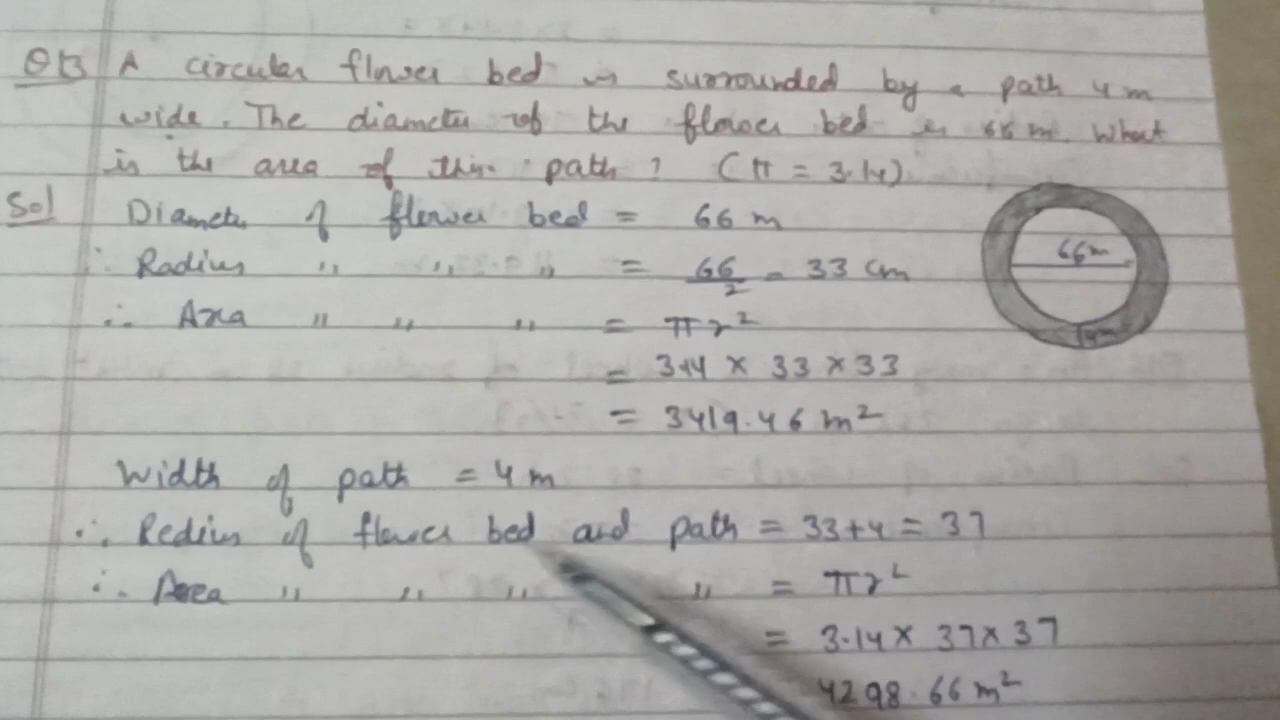 Q13 A circular flower bed is surrounded by a path 4 m
wide. The diameter of the flower bed is 66 m. What
is the area of this path? (π = 3.14)
Sol Diameter of flower bed = 66 m
∴ Radius " " " = 66/2 = 33 cm
∴ Area " " " = πr²
= 3.14 × 33 × 33
= 3419.46 m²
66m
4m
Width of path = 4 m
∴ Redius of flower bed and path = 33+4 = 37
∴ Area " " " " = πr²
= 3.14 × 37 × 37
4298.66 m²